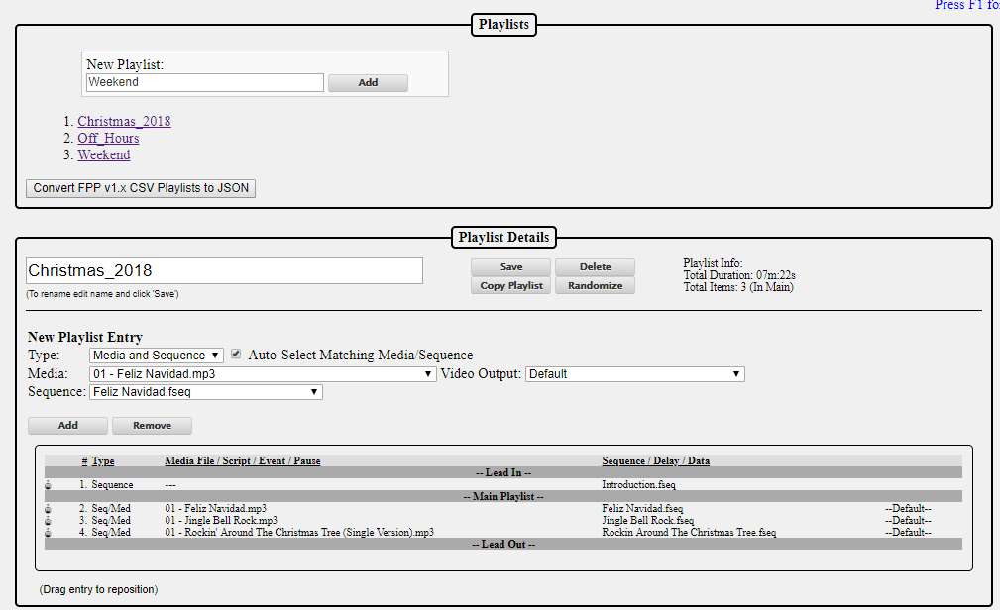 Press F1 fo
Playlists
New Playlist:
Weekend Add
1. Christmas_2018
2. Off_Hours
3. Weekend
Convert FPP v1.x CSV Playlists to JSON
Playlist Details
Christmas_2018 Save Delete
(To rename edit name and click 'Save') Copy Playlist Randomize
Playlist Info:
Total Duration: 07m:22s
Total Items: 3 (In Main)
New Playlist Entry
Type: Media and Sequence Auto-Select Matching Media/Sequence
Media: 01 - Feliz Navidad.mp3 Video Output: Default
Sequence: Feliz Navidad.fseq
Add Remove
# Type Media File / Script / Event / Pause Sequence / Delay / Data
-- Lead In --
1. Sequence --- Introduction.fseq
-- Main Playlist --
2. Seq/Med 01 - Feliz Navidad.mp3 Feliz Navidad.fseq --Default--
3. Seq/Med 01 - Jingle Bell Rock.mp3 Jingle Bell Rock.fseq --Default--
4. Seq/Med 01 - Rockin' Around The Christmas Tree (Single Version).mp3 Rockin Around The Christmas Tree.fseq --Default--
-- Lead Out --
(Drag entry to reposition)